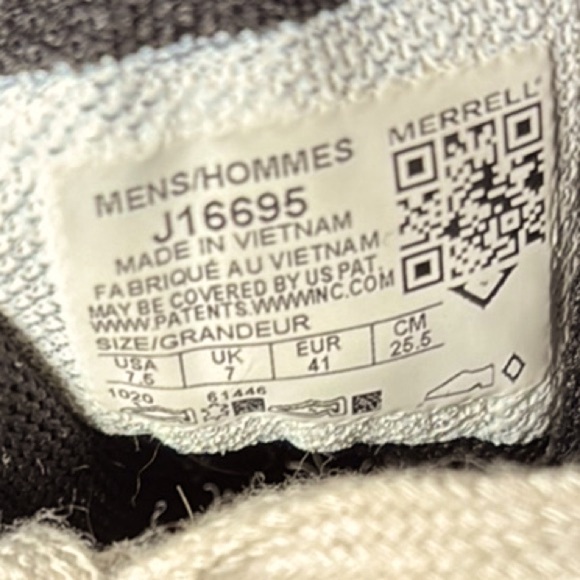 MERRELL
MENS/HOMMES
J16695
MADE IN VIETNAM
FABRIQUÉ AU VIETNAM
MAY BE COVERED BY US PAT.
WWW.PATENTS.WWWINC.COM
SIZE/GRANDEUR
USA UK EUR CM
7.5 7 41 25.5
1020 61446